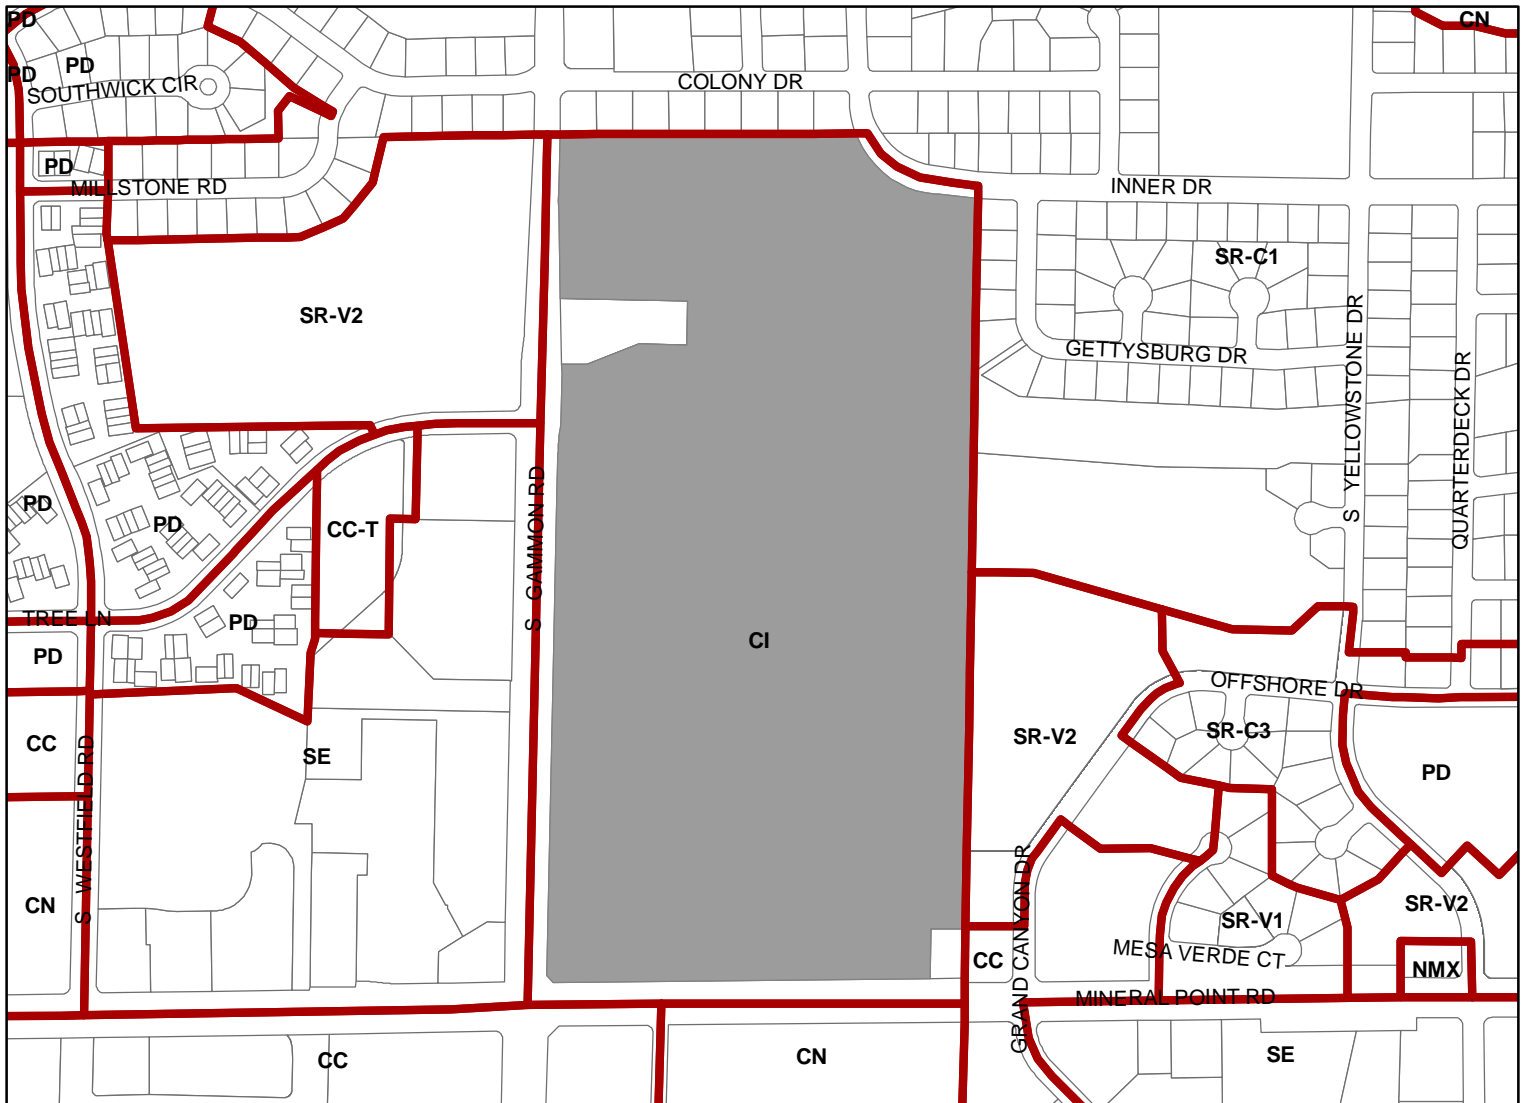 PD
CN
PD
PD
SOUTHWICK CIR
COLONY DR
PD
MILLSTONE RD
INNER DR
SR-C1
SR-V2
GETTYSBURG DR
S YELLOWSTONE DR
QUARTERDECK DR
PD
PD
CC-T
S GAMMON RD
TREE LN
PD
CI
PD
OFFSHORE DR
SR-C3
SR-V2
CC
SE
PD
S WESTFIELD RD
CN
GRAND CANYON DR
SR-V1
SR-V2
MESA VERDE CT
CC
NMX
MINERAL POINT RD
CC
CN
SE